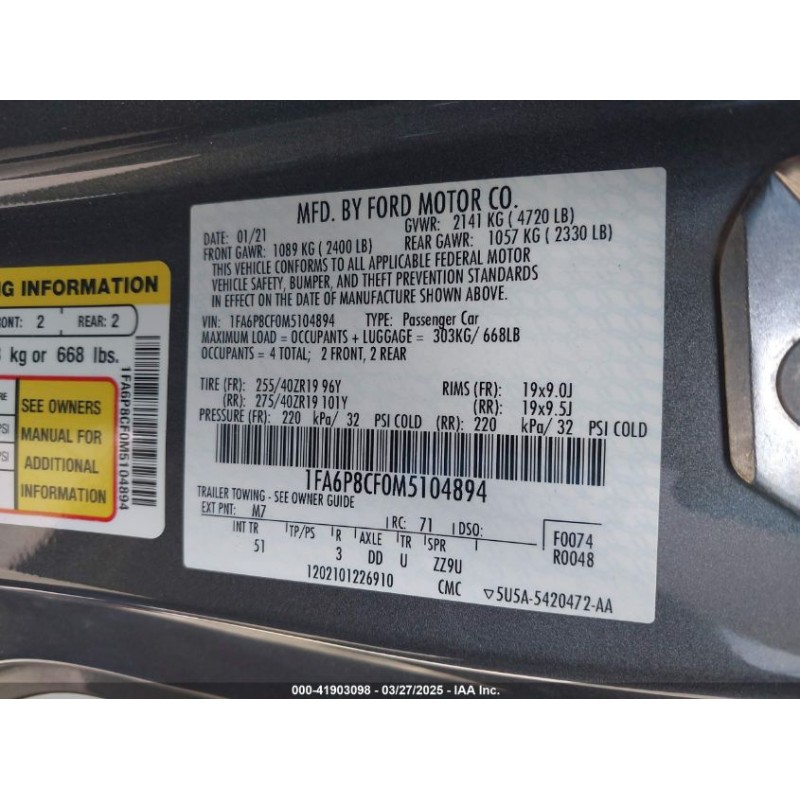 MFD. BY FORD MOTOR CO.
DATE: 01/21
GVWR: 2141 KG ( 4720 LB)
FRONT GAWR: 1089 KG ( 2400 LB)
REAR GAWR: 1057 KG ( 2330 LB)
THIS VEHICLE CONFORMS TO ALL APPLICABLE FEDERAL MOTOR
VEHICLE SAFETY, BUMPER, AND THEFT PREVENTION STANDARDS
IN EFFECT ON THE DATE OF MANUFACTURE SHOWN ABOVE.
VIN: 1FA6P8CF0M5104894 TYPE: Passenger Car
MAXIMUM LOAD = OCCUPANTS + LUGGAGE = 303KG/ 668LB
OCCUPANTS = 4 TOTAL; 2 FRONT, 2 REAR
TIRE (FR): 255/40ZR19 96Y RIMS (FR): 19x9.0J
(RR): 275/40ZR19 101Y (RR): 19x9.5J
PRESSURE (FR): 220 kPa/ 32 PSI COLD (RR): 220 kPa/ 32 PSI COLD
1FA6P8CF0M5104894
TRAILER TOWING - SEE OWNER GUIDE
EXT PNT: M7 RC: 71 DSO:
INT TR TP/PS R AXLE TR SPR
51 3 DD U ZZ9U
F0074
R0048
1202101226910 CMC ▽5U5A-5420472-AA
NG INFORMATION
ONT: 2 REAR: 2
kg or 668 lbs.
RE
PSI
PSI
SEE OWNERS
MANUAL FOR
ADDITIONAL
INFORMATION
1FA6P8CF0M5104894
000-41903098 - 03/27/2025 - IAA Inc.